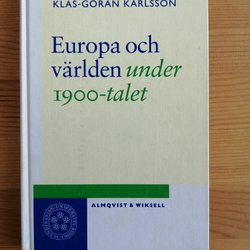 KLAS-GÖRAN KARLSSON
Europa och
världen under
1900-talet
ALMQVIST & WIKSELL